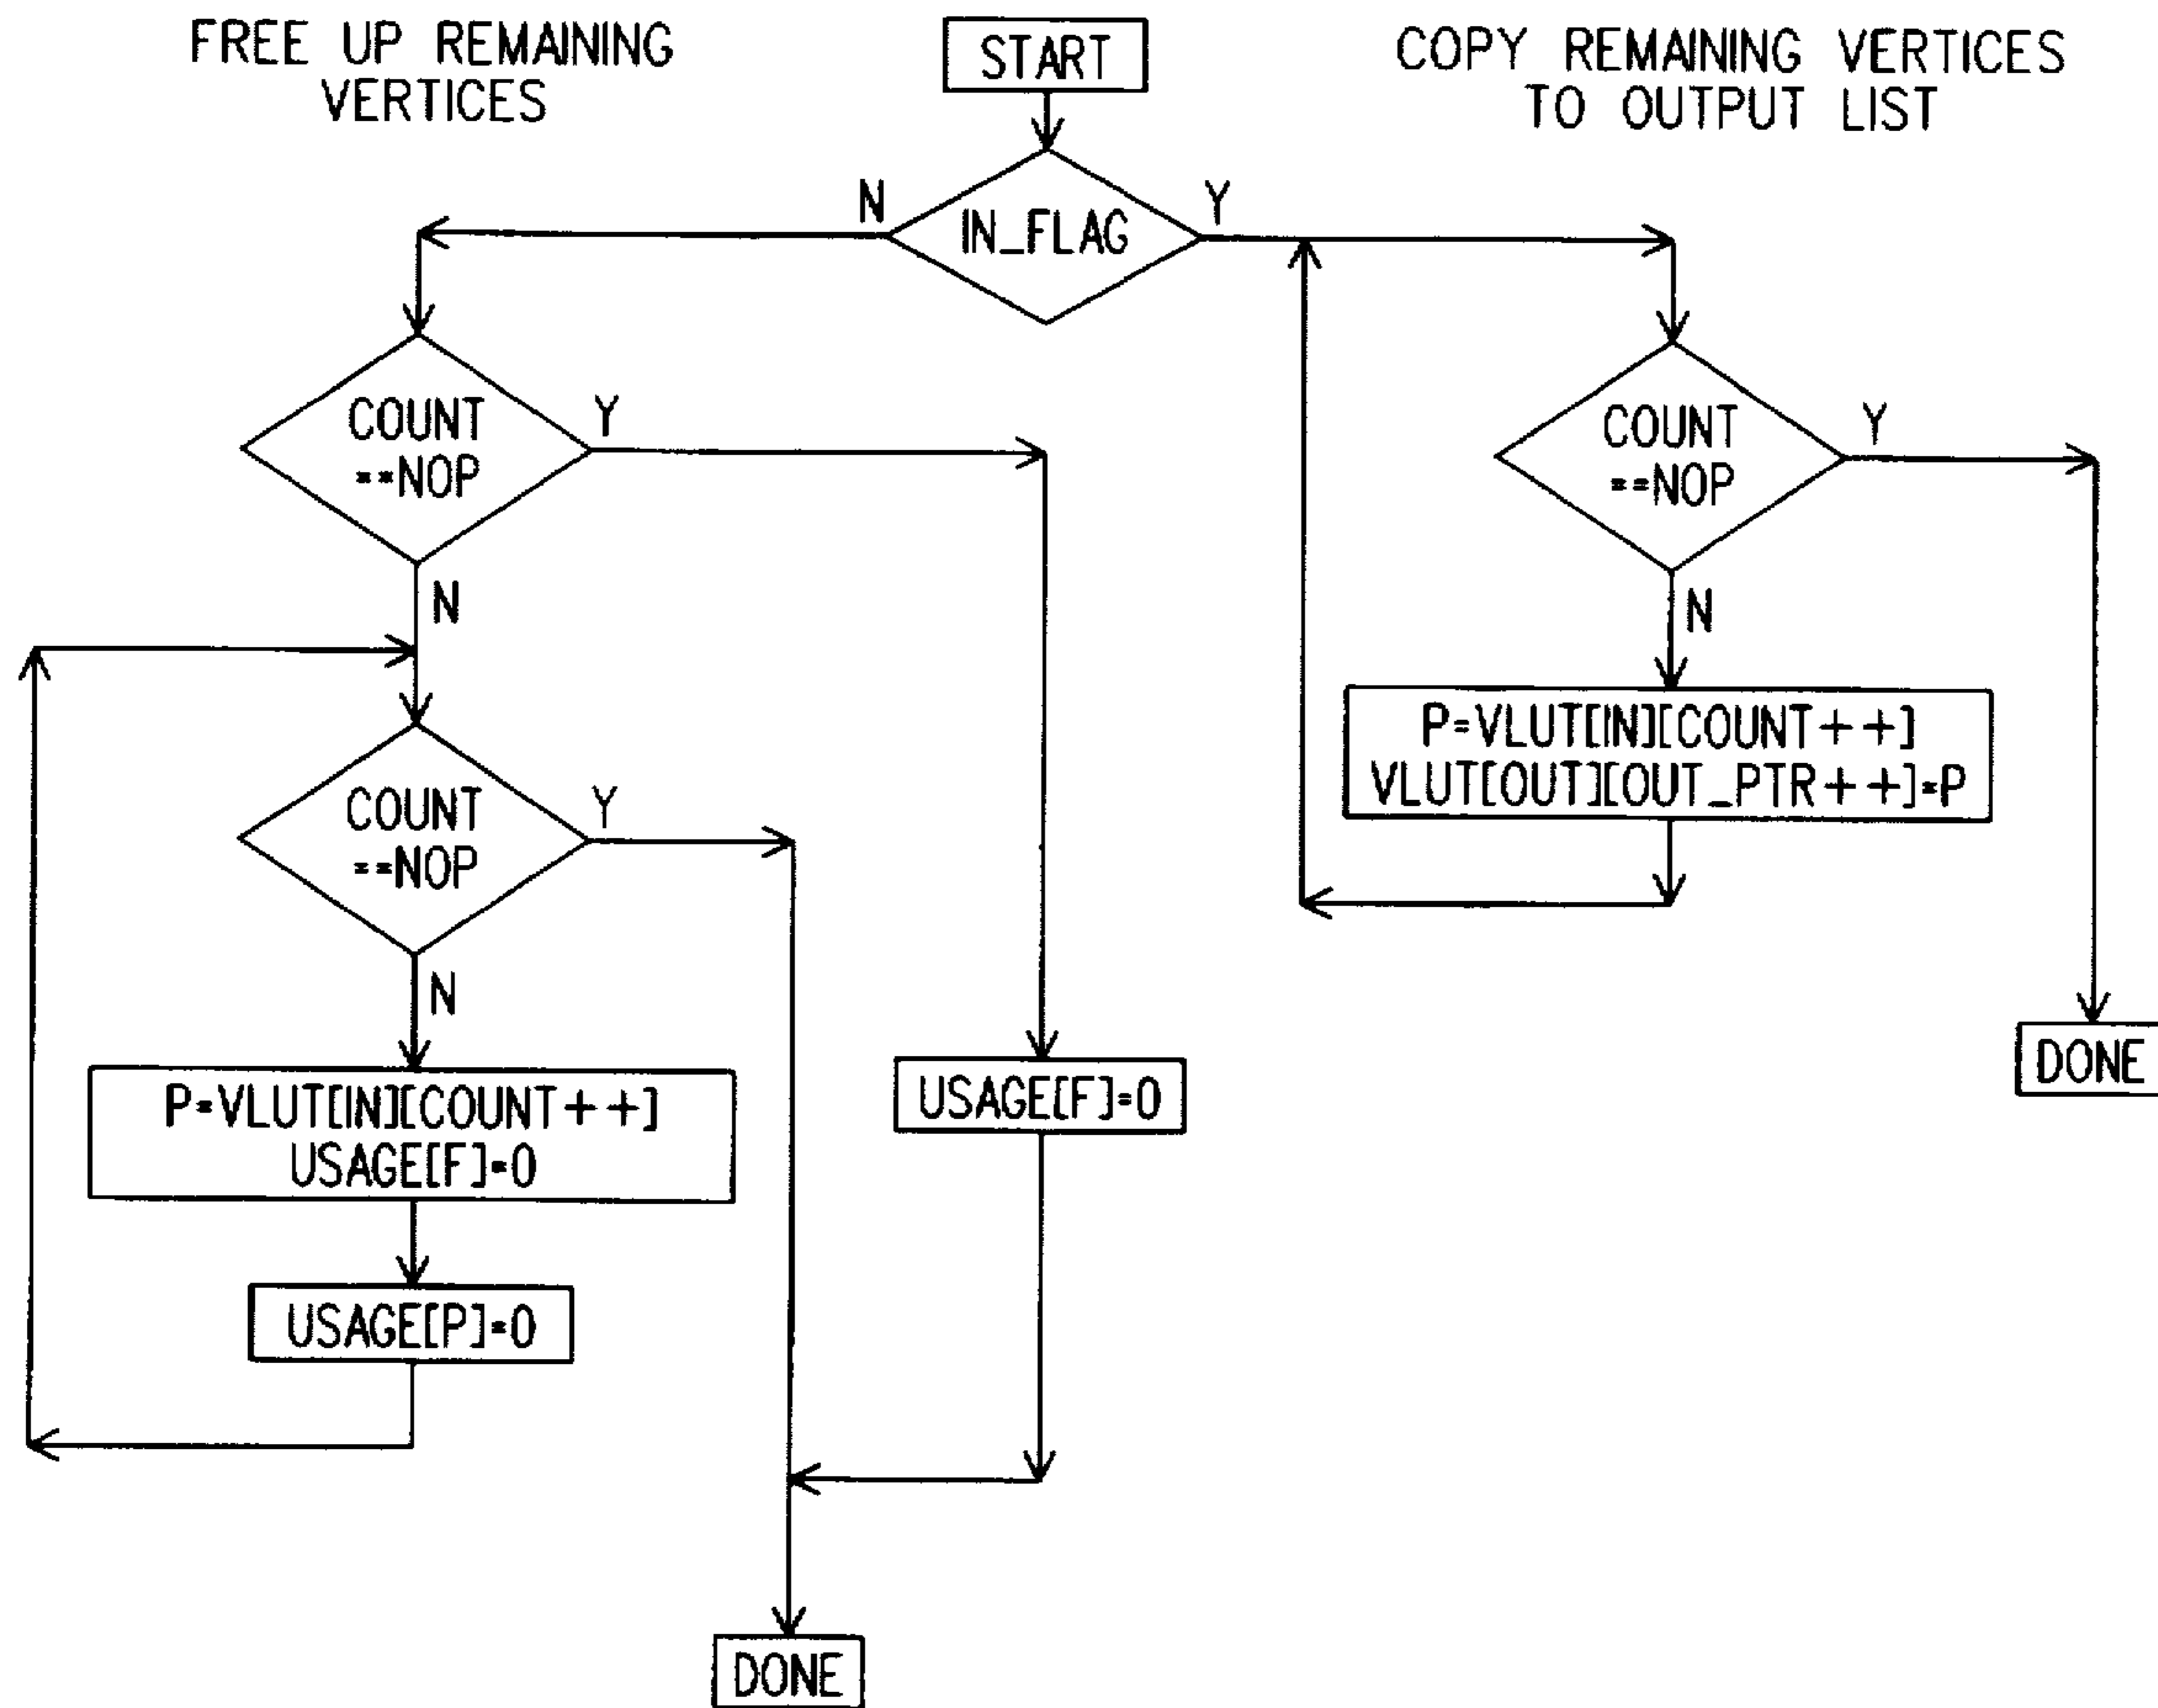 FREE UP REMAINING
VERTICES
START
COPY REMAINING VERTICES
TO OUTPUT LIST
N
IN_FLAG
Y
COUNT
==NOP
Y
N
COUNT
==NOP
Y
N
COUNT
==NOP
Y
N
P=VLUT[IN][COUNT++]
VLUT[OUT][OUT_PTR++]=P
P=VLUT[IN][COUNT++]
USAGE[F]=0
USAGE[F]=0
DONE
USAGE[P]=0
DONE